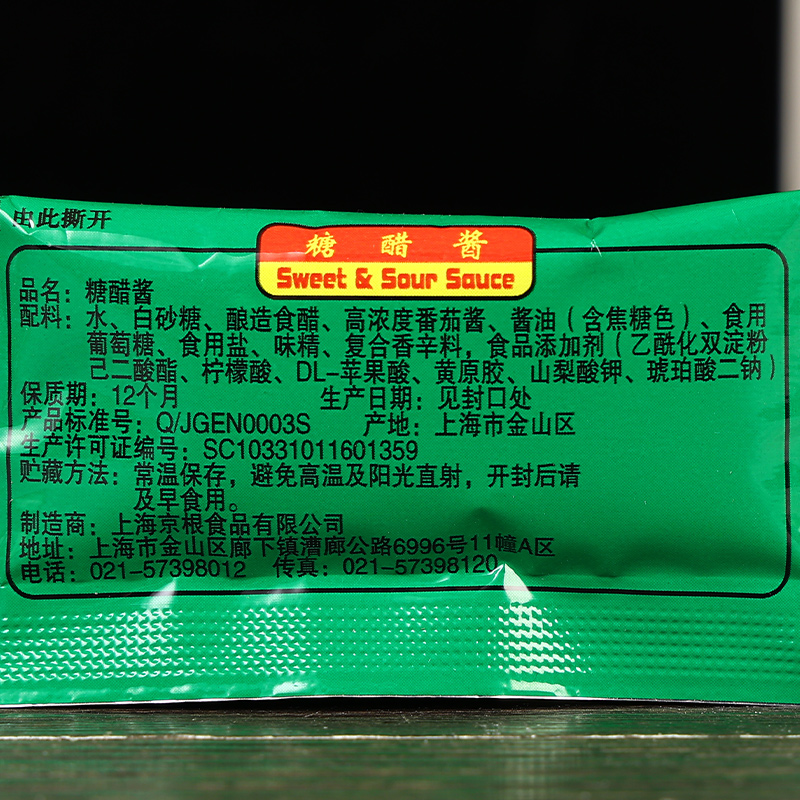 由此撕开
糖醋酱
Sweet & Sour Sauce
品名：糖醋酱
配料：水、白砂糖、酿造食醋、高浓度番茄酱、酱油（含焦糖色）、食用
葡萄糖、食用盐、味精、复合香辛料，食品添加剂（乙酰化双淀粉
己二酸酯、柠檬酸、DL-苹果酸、黄原胶、山梨酸钾、琥珀酸二钠）
保质期：12个月 生产日期：见封口处
产品标准号：Q/JGEN0003S 产地：上海市金山区
生产许可证编号：SC10331011601359
贮藏方法：常温保存，避免高温及阳光直射，开封后请
及早食用。
制造商：上海京根食品有限公司
地址：上海市金山区廊下镇漕廊公路6996号11幢A区
电话：021-57398012 传真：021-57398120